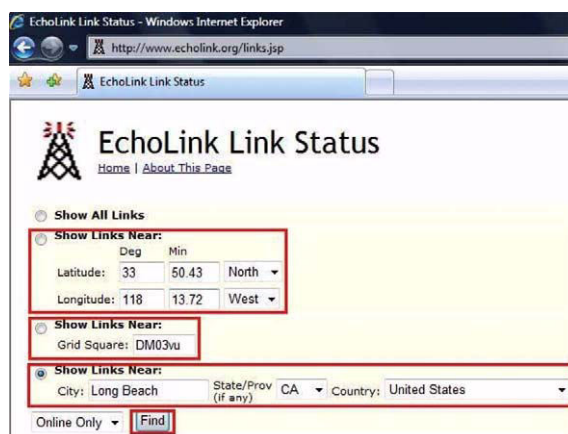 EchoLink Link Status - Windows Internet Explorer
http://www.echolink.org/links.jsp
EchoLink Link Status
EchoLink Link Status
Home | About This Page
Show All Links
Show Links Near:
Deg Min
Latitude: 33 50.43 North
Longitude: 118 13.72 West
Show Links Near:
Grid Square: DM03vu
Show Links Near:
City: Long Beach State/Prov (if any) CA Country: United States
Online Only Find